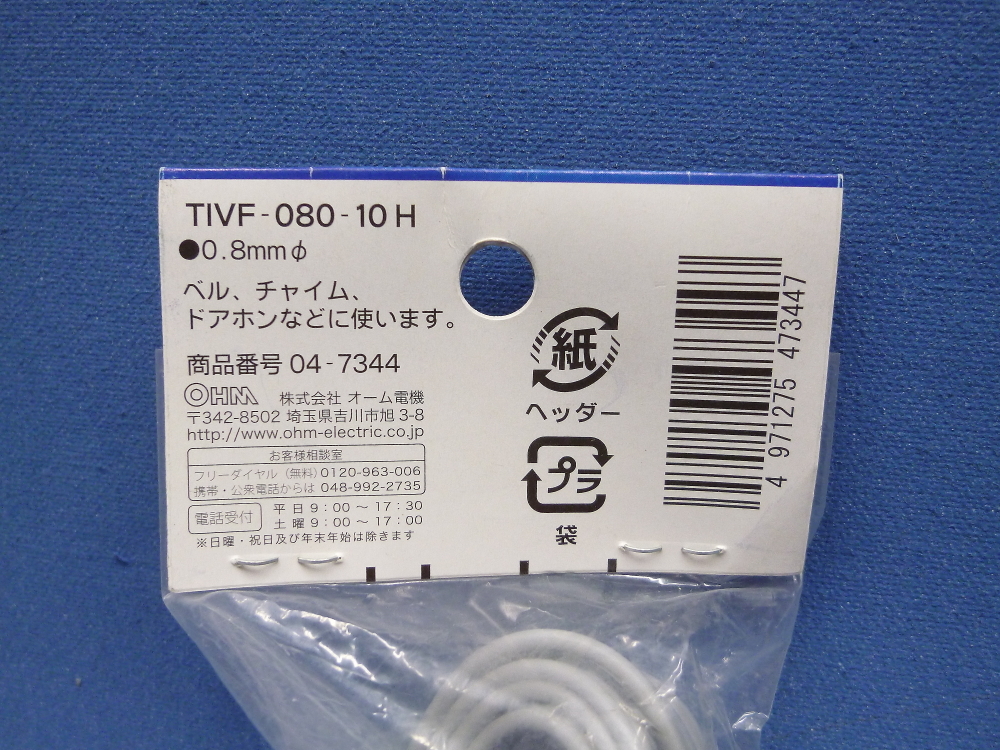 TIVF-080-10H
●0.8mmφ
ベル、チャイム、
ドアホンなどに使います。
商品番号 04-7344
OHM 株式会社 オーム電機
〒342-8502 埼玉県吉川市旭 3-8
http://www.ohm-electric.co.jp
お客様相談室
フリーダイヤル(無料) 0120-963-006
携帯・公衆電話からは 048-992-2735
電話受付
平日 9:00 〜 17:30
土曜 9:00 〜 17:00
※日曜・祝日及び年末年始は除きます
紙
ヘッダー
プラ
袋
4 971275 473447